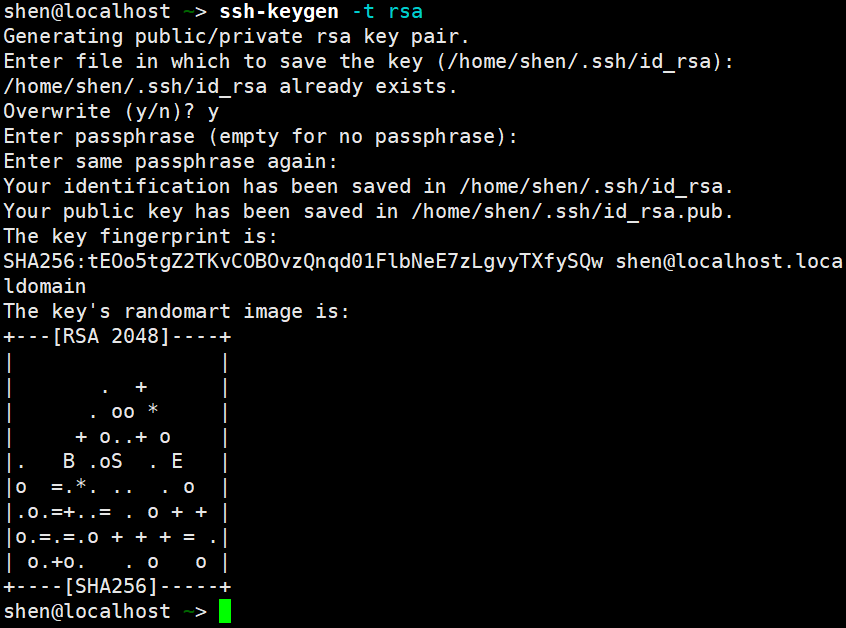 shen@localhost ~> ssh-keygen -t rsa
Generating public/private rsa key pair.
Enter file in which to save the key (/home/shen/.ssh/id_rsa):
/home/shen/.ssh/id_rsa already exists.
Overwrite (y/n)? y
Enter passphrase (empty for no passphrase):
Enter same passphrase again:
Your identification has been saved in /home/shen/.ssh/id_rsa.
Your public key has been saved in /home/shen/.ssh/id_rsa.pub.
The key fingerprint is:
SHA256:tEOo5tgZ2TKvCOBOvzQnqd01FlbNeE7zLgvyTXfySQw shen@localhost.loca
ldomain
The key's randomart image is:
+---[RSA 2048]----+
|                 |
|       .  +      |
|      . oo *     |
|     + o..+ o    |
|.   B .oS  . E   |
|o  =.*. ..  . o  |
|.o.=+..= . o + + |
|o.=.=.o + + + = .|
| o.+o.   . o   o |
+----[SHA256]-----+
shen@localhost ~>